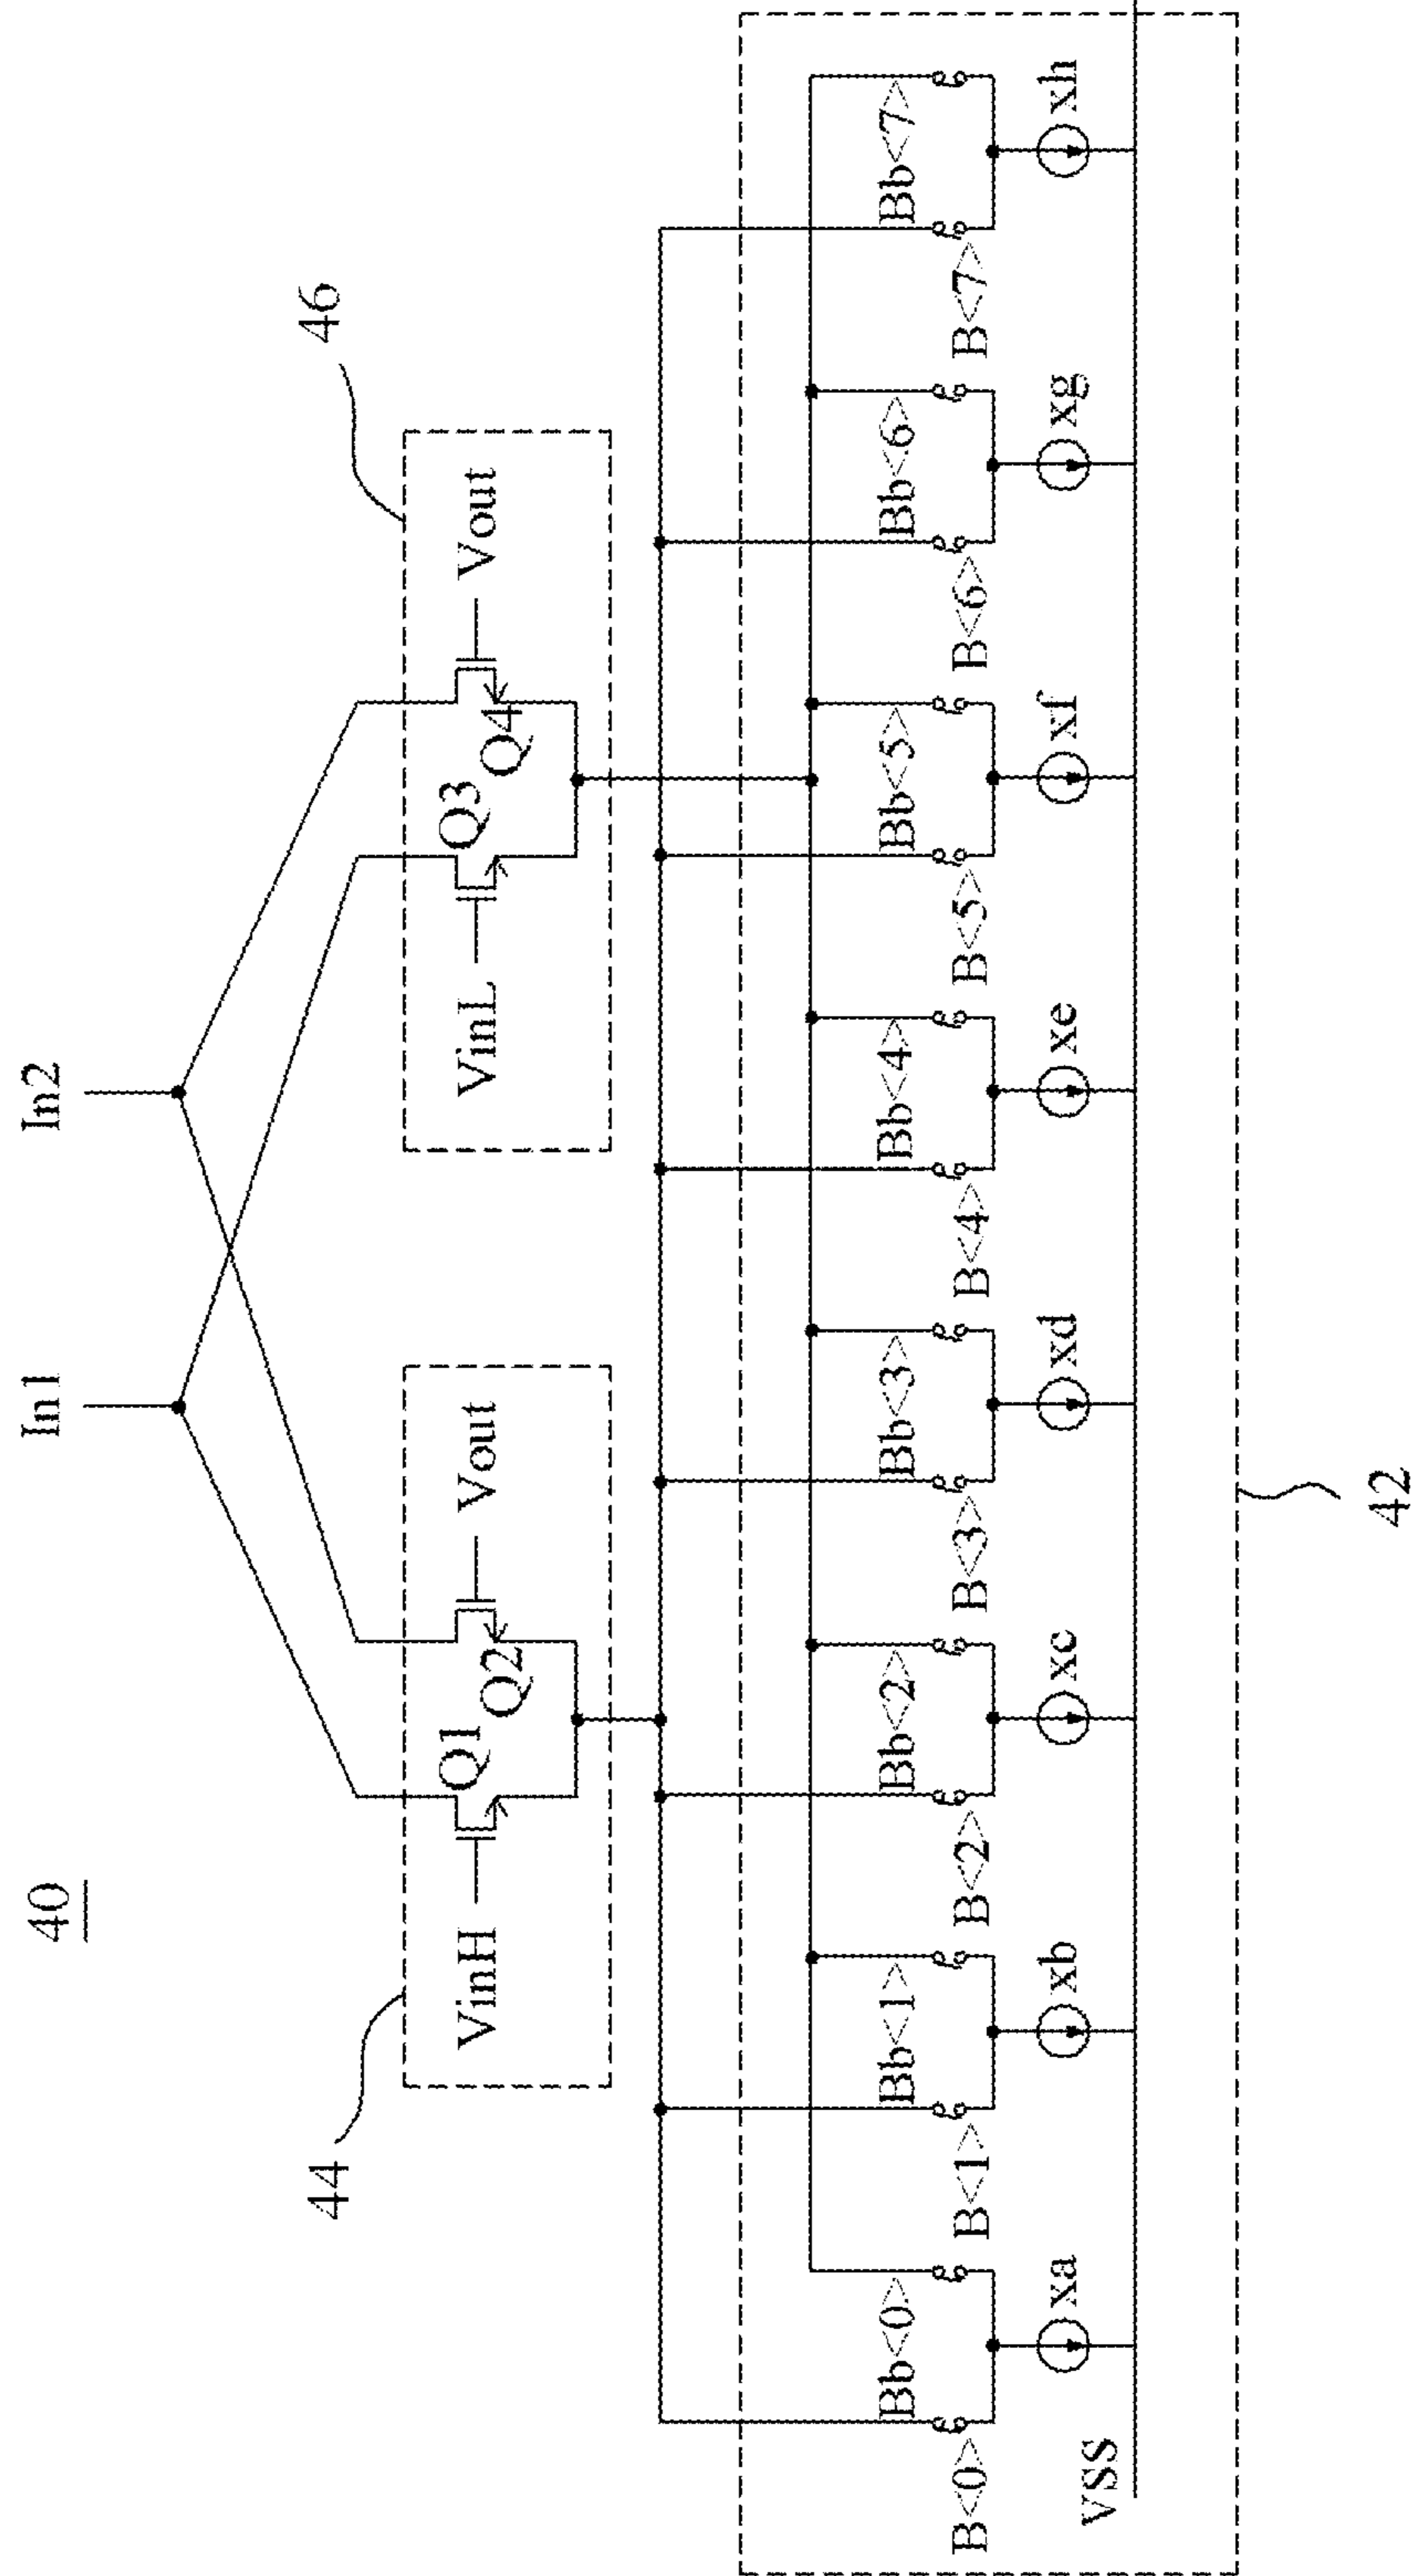 40
In1
In2
44
46
VinH
Q1
Q2
Vout
VinL
Q3
Q4
Vout
Bb<0>
Bb<1>
Bb<2>
Bb<3>
Bb<4>
Bb<5>
Bb<6>
Bb<7>
B<0>
B<1>
B<2>
B<3>
B<4>
B<5>
B<6>
B<7>
xa
xb
xc
xd
xe
xf
xg
xh
VSS
42